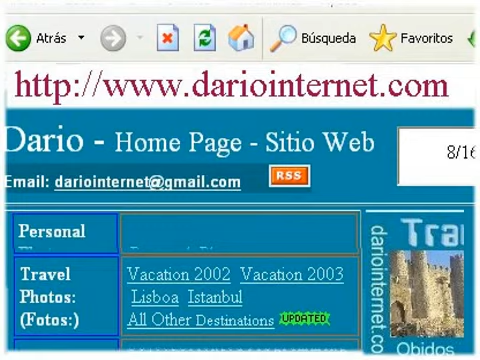 Atrás Búsqueda Favoritos
http://www.dariointernet.com
Dario - Home Page - Sitio Web
8/16
Email: dariointernet@gmail.com RSS
Personal
Travel Photos: (Fotos:)
Vacation 2002 Vacation 2003
Lisboa Istanbul
All Other Destinations UPDATED
Tra
dariointernet.co
Obidos